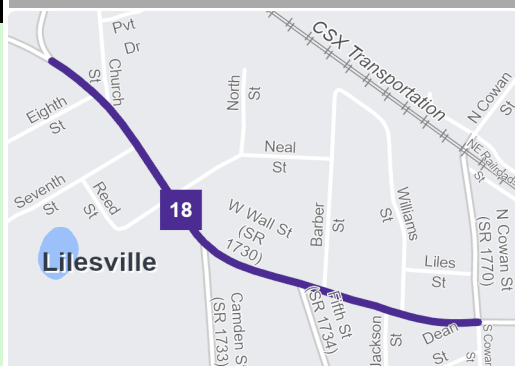 Pvt
Dr
CSX Transportation
Church
St
Eighth
St
North
St
N Cowan
St
NE Railroad
St
Neal
St
Seventh
St
Reed
St
18
W Wall St
(SR
1730)
Barber
St
Williams
St
N Cowan St
(SR 1770)
Lilesville
Liles
St
Camden St
(SR 1733)
Fifth St
(SR 1734)
Jackson
St
Dean
St
S Cowan
St